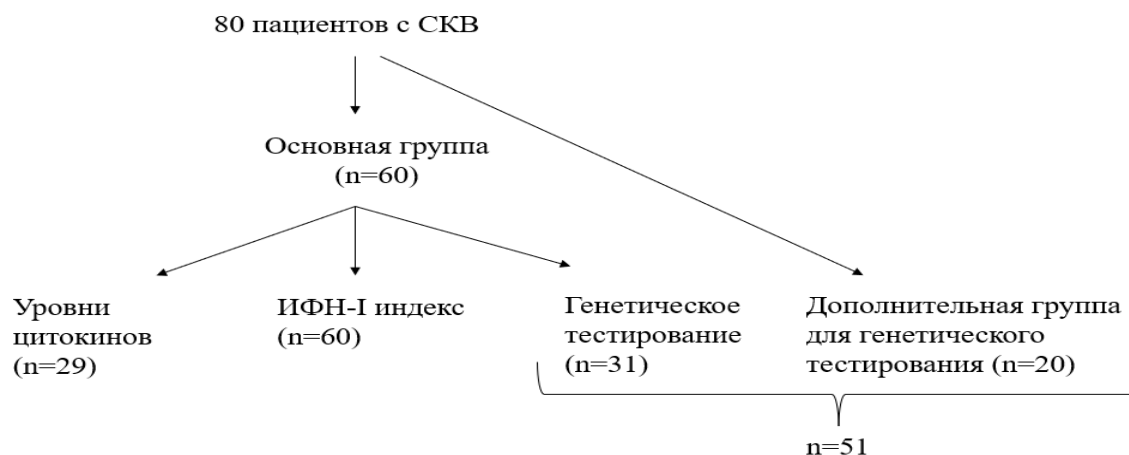 80 пациентов с СКВ
Основная группа
(n=60)
Уровни
цитокинов
(n=29)
ИФН-I индекс
(n=60)
Генетическое
тестирование
(n=31)
Дополнительная группа
для генетического
тестирования (n=20)
n=51